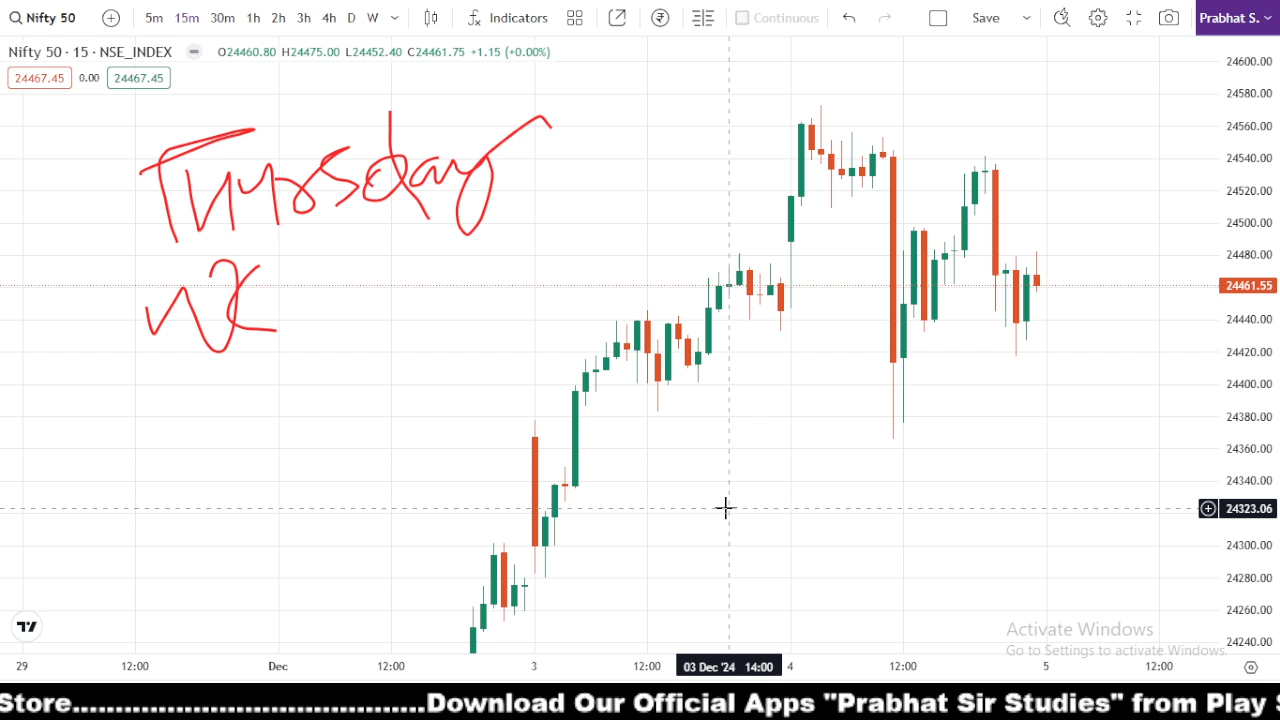 Nifty 50 5m 15m 30m 1h 2h 3h 4h D W Indicators Continuous Save Prabhat S.
Nifty 50 · 15 · NSE_INDEX O24460.80 H24475.00 L24452.40 C24461.75 +1.15 (+0.00%)
24467.45 0.00 24467.45
24600.00
24580.00
24560.00
24540.00
24520.00
24500.00
24480.00
24461.55
24440.00
24420.00
24400.00
24380.00
24360.00
24340.00
24323.06
24300.00
24280.00
24260.00
24240.00
Activate Windows
Go to Settings to activate Windows.
29 12:00 Dec 12:00 3 12:00 03 Dec '24 14:00 4 12:00 5 12:00
Store..........................................Download Our Official Apps "Prabhat Sir Studies" from Play